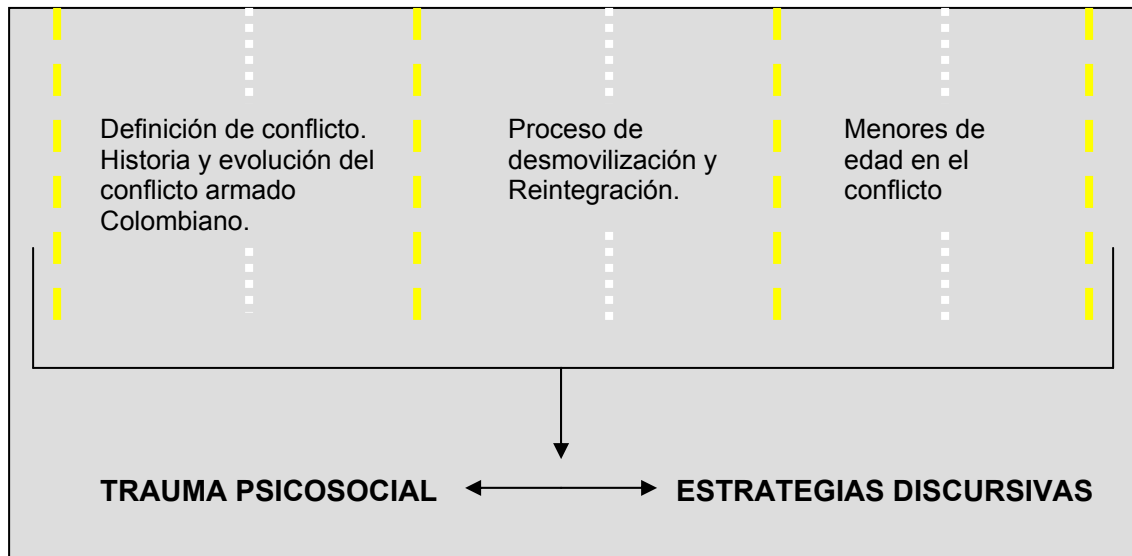 Definición de conflicto.
Historia y evolución del
conflicto armado
Colombiano.
Proceso de
desmovilización y
Reintegración.
Menores de
edad en el
conflicto
TRAUMA PSICOSOCIAL
ESTRATEGIAS DISCURSIVAS